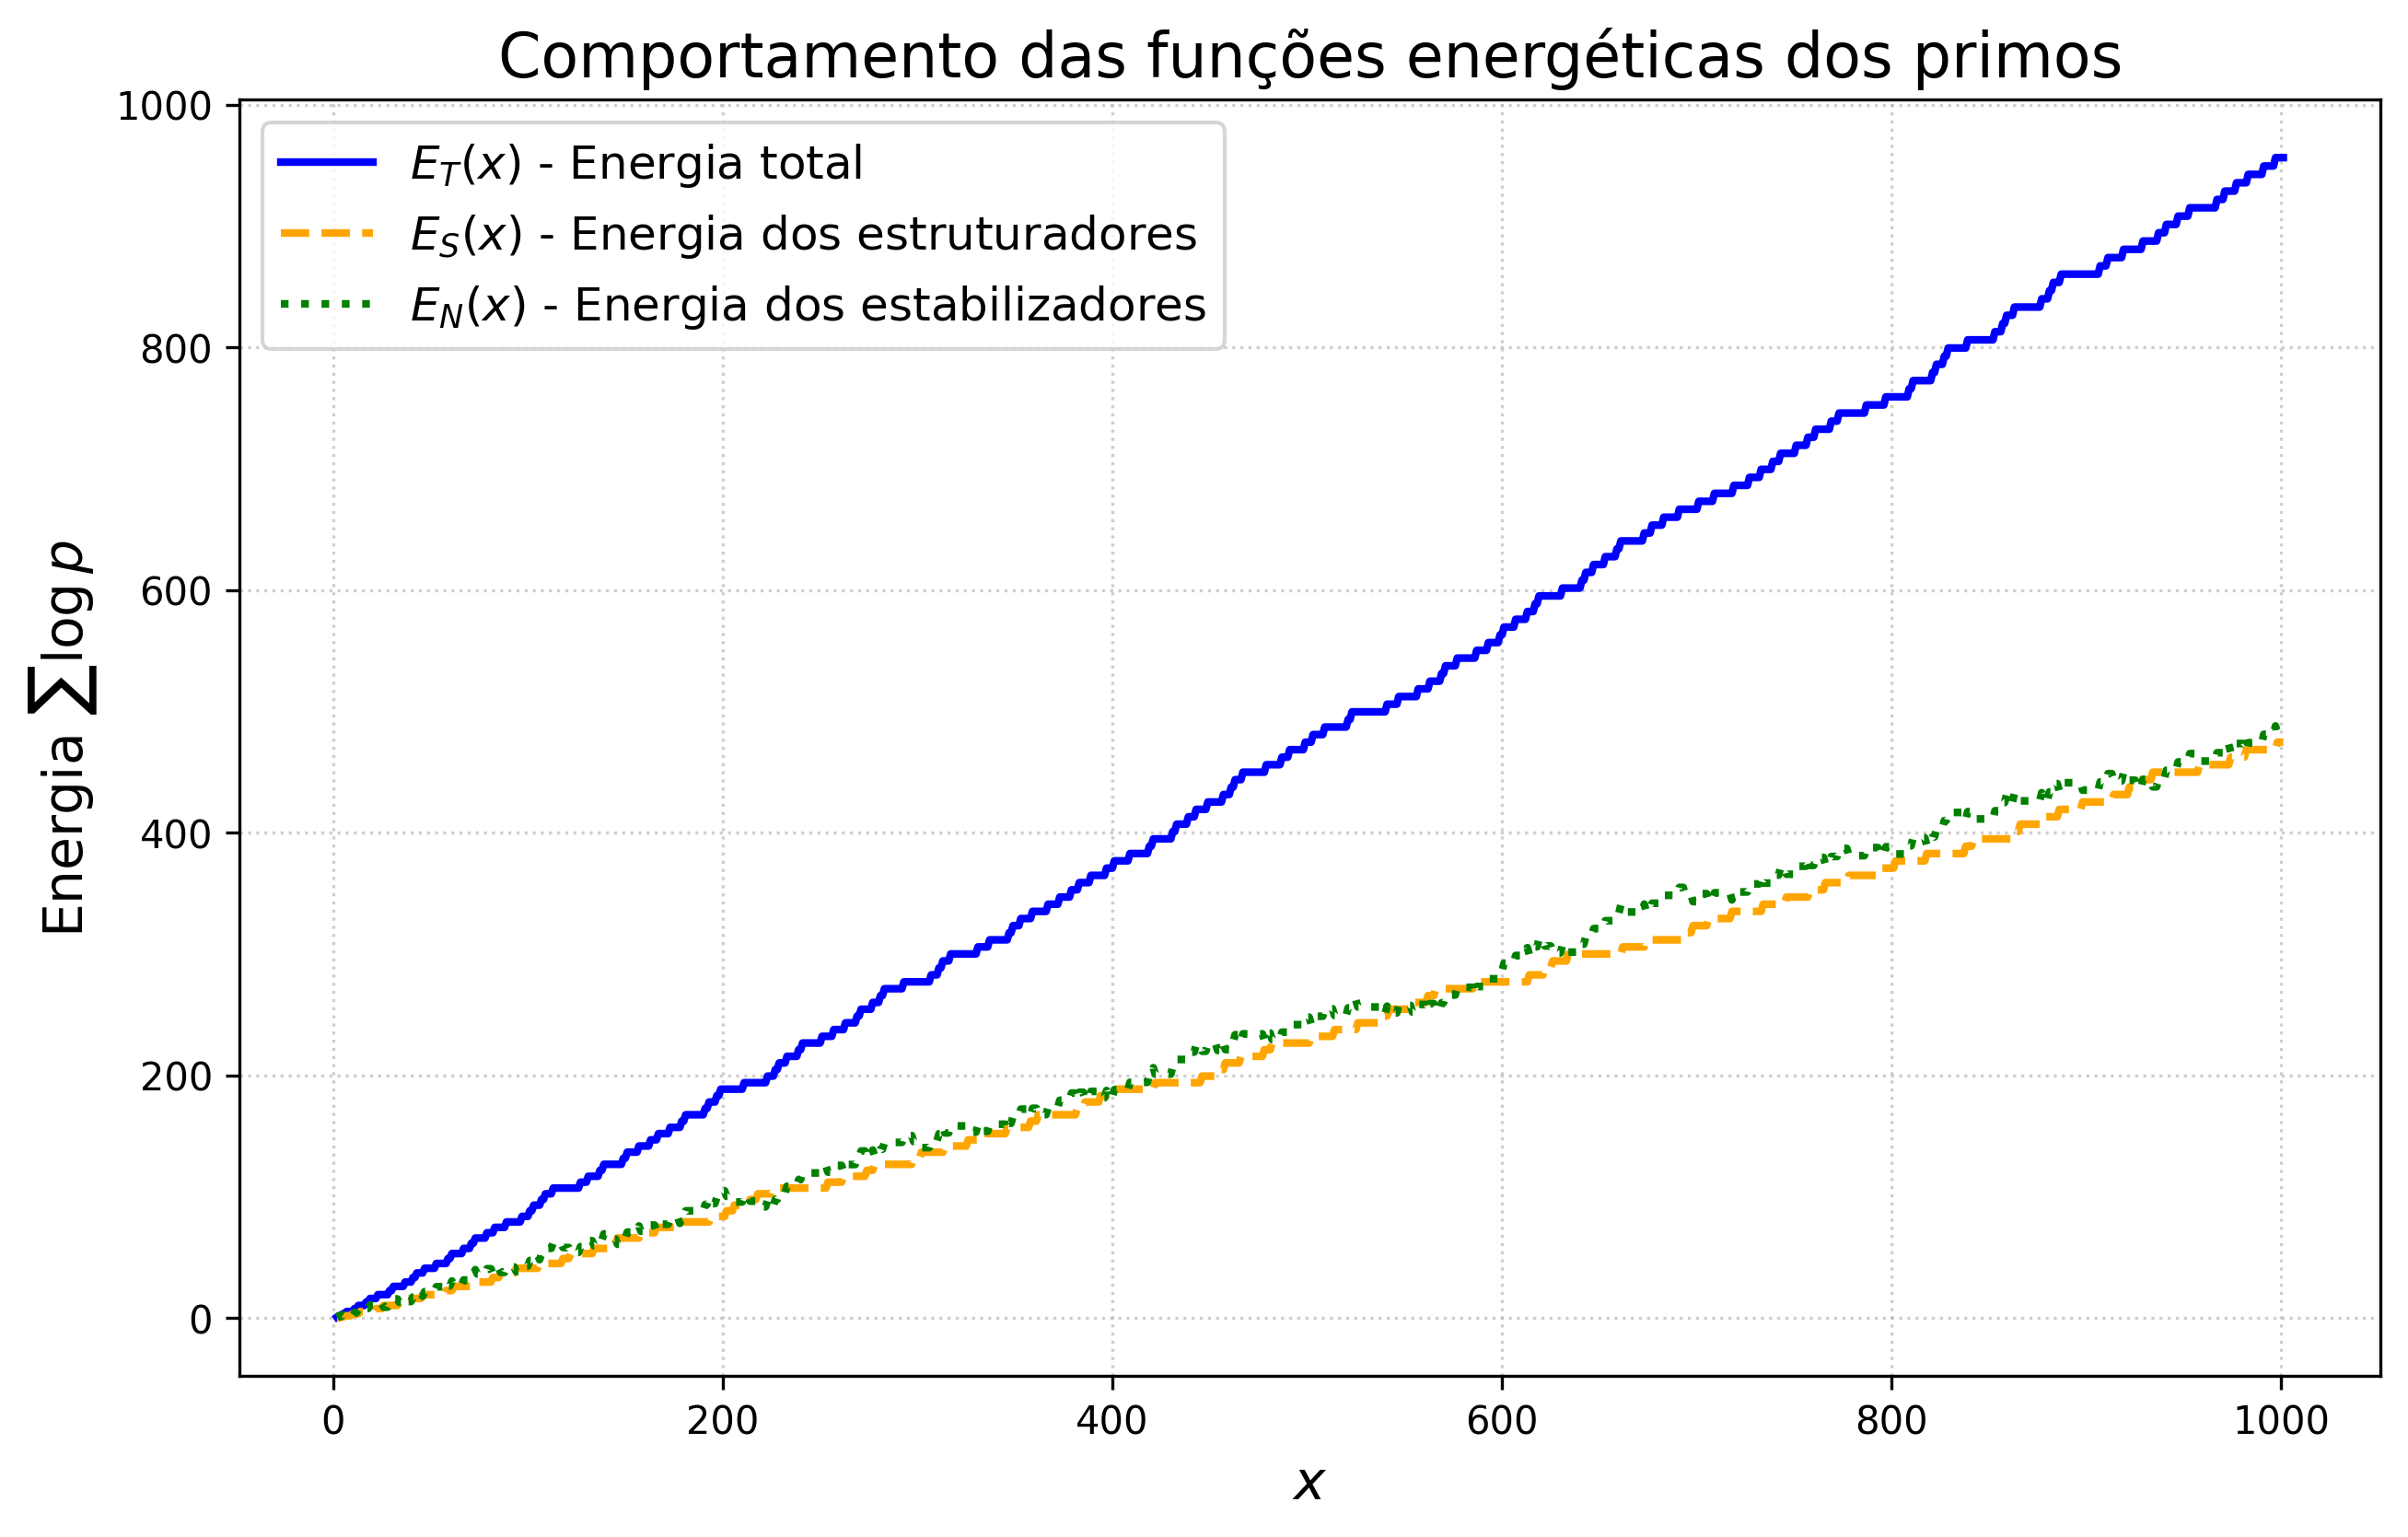 Comportamento das funções energéticas dos primos
1000
800
600
400
200
0
Energia ∑ log p
E_T(x) - Energia total
E_S(x) - Energia dos estruturadores
E_N(x) - Energia dos estabilizadores
0 200 400 600 800 1000
x